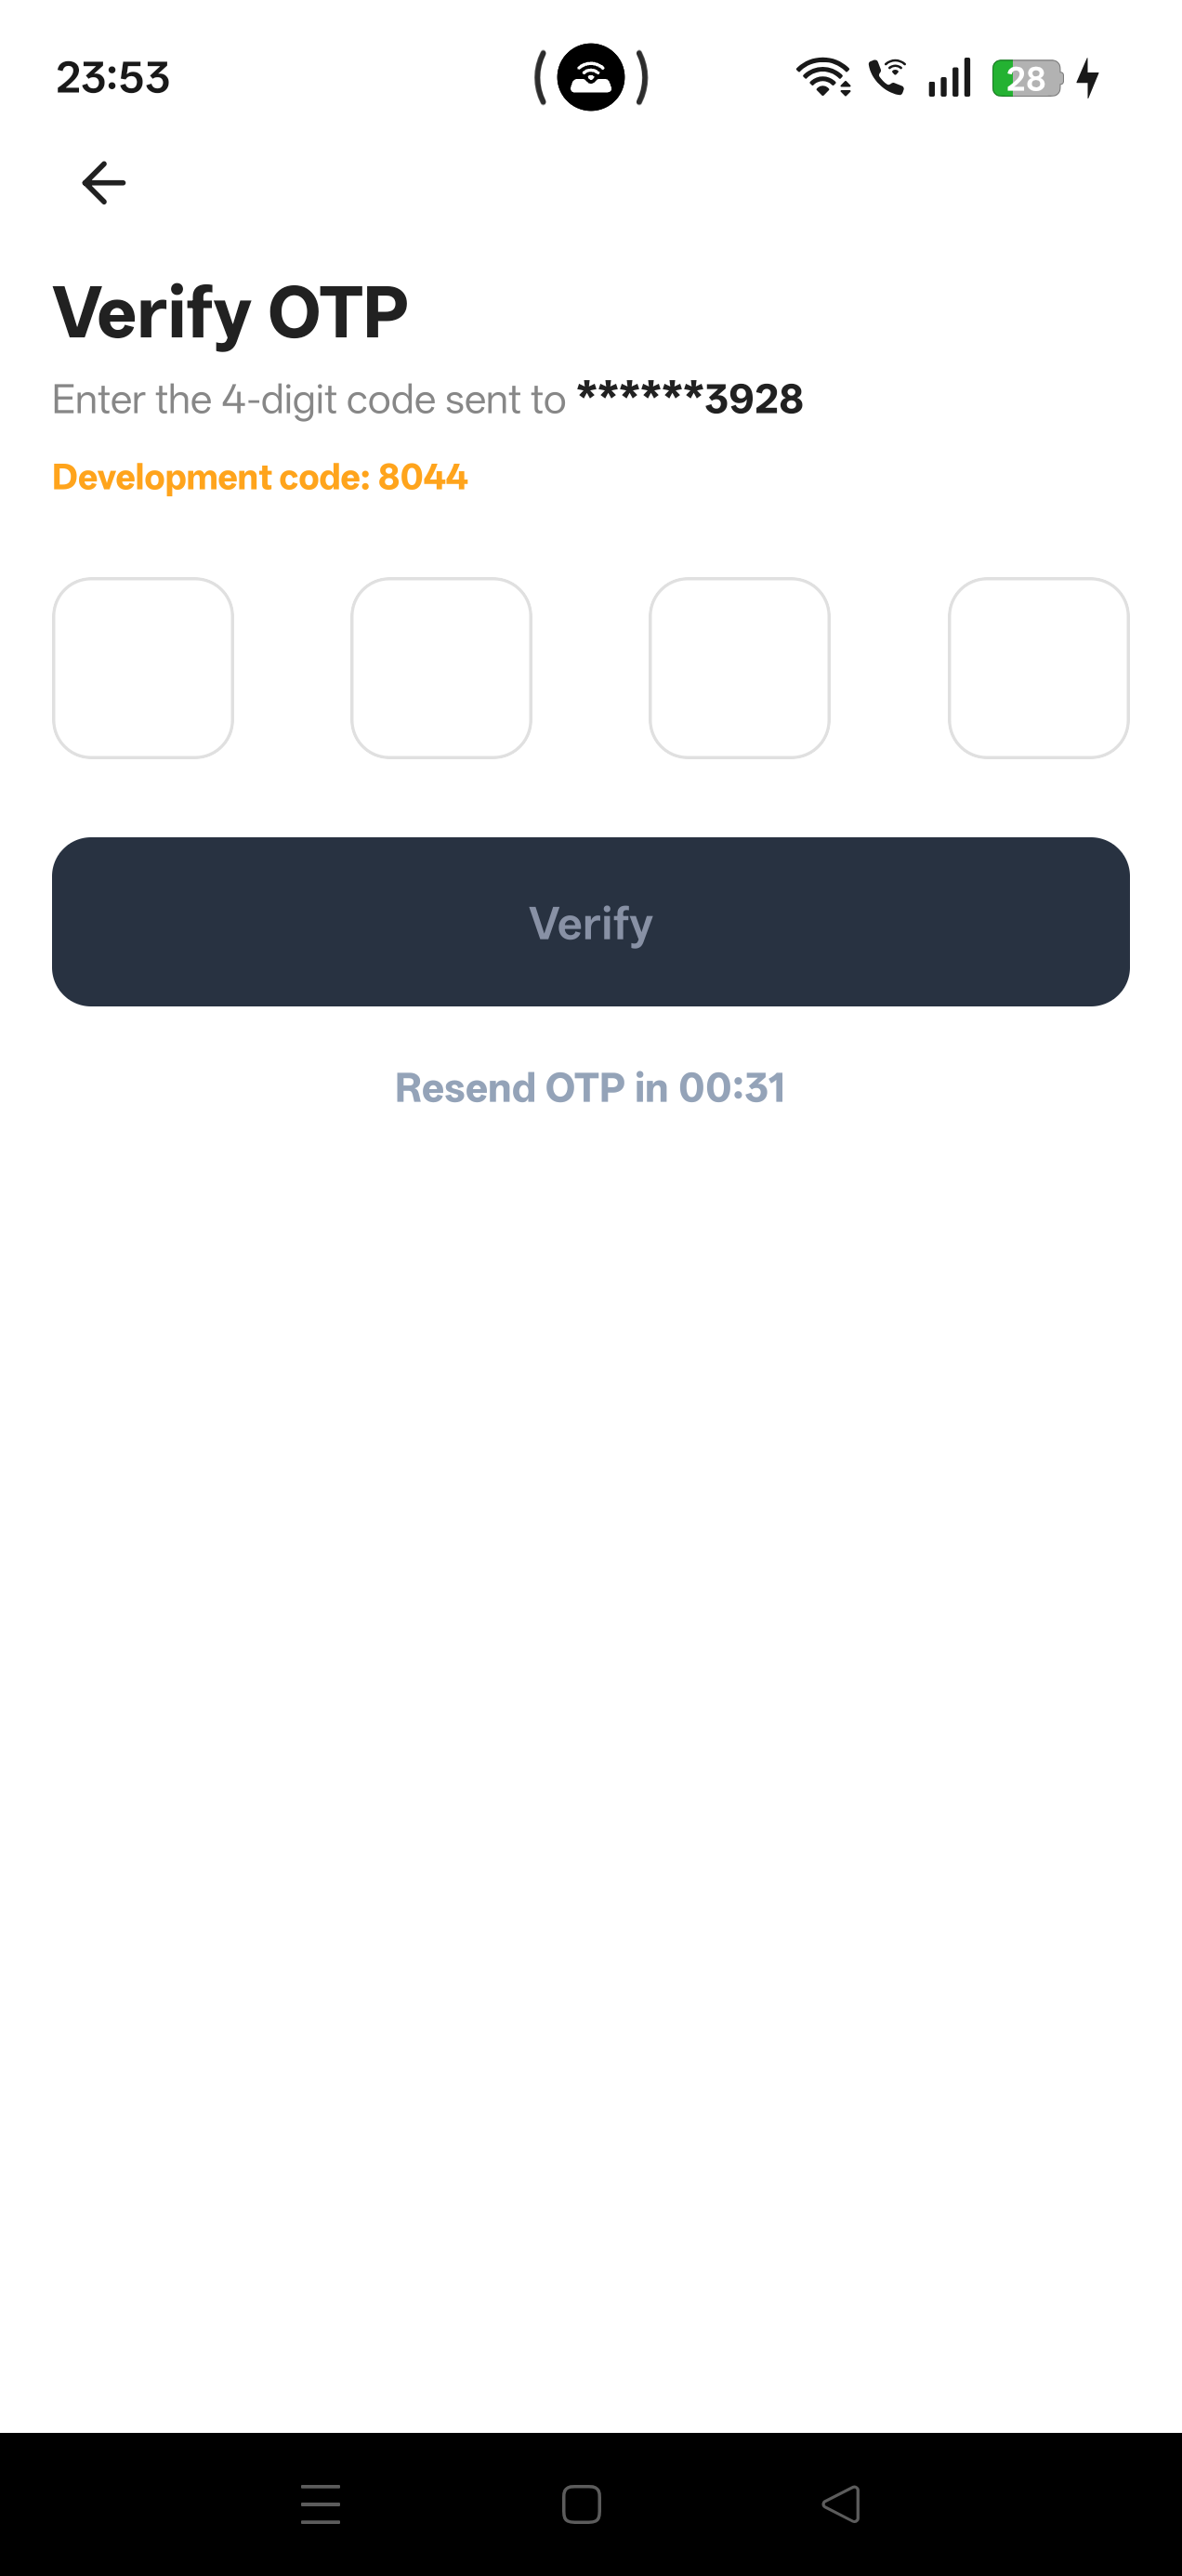 23:53
28
Verify OTP
Enter the 4-digit code sent to ******3928
Development code: 8044
Verify
Resend OTP in 00:31